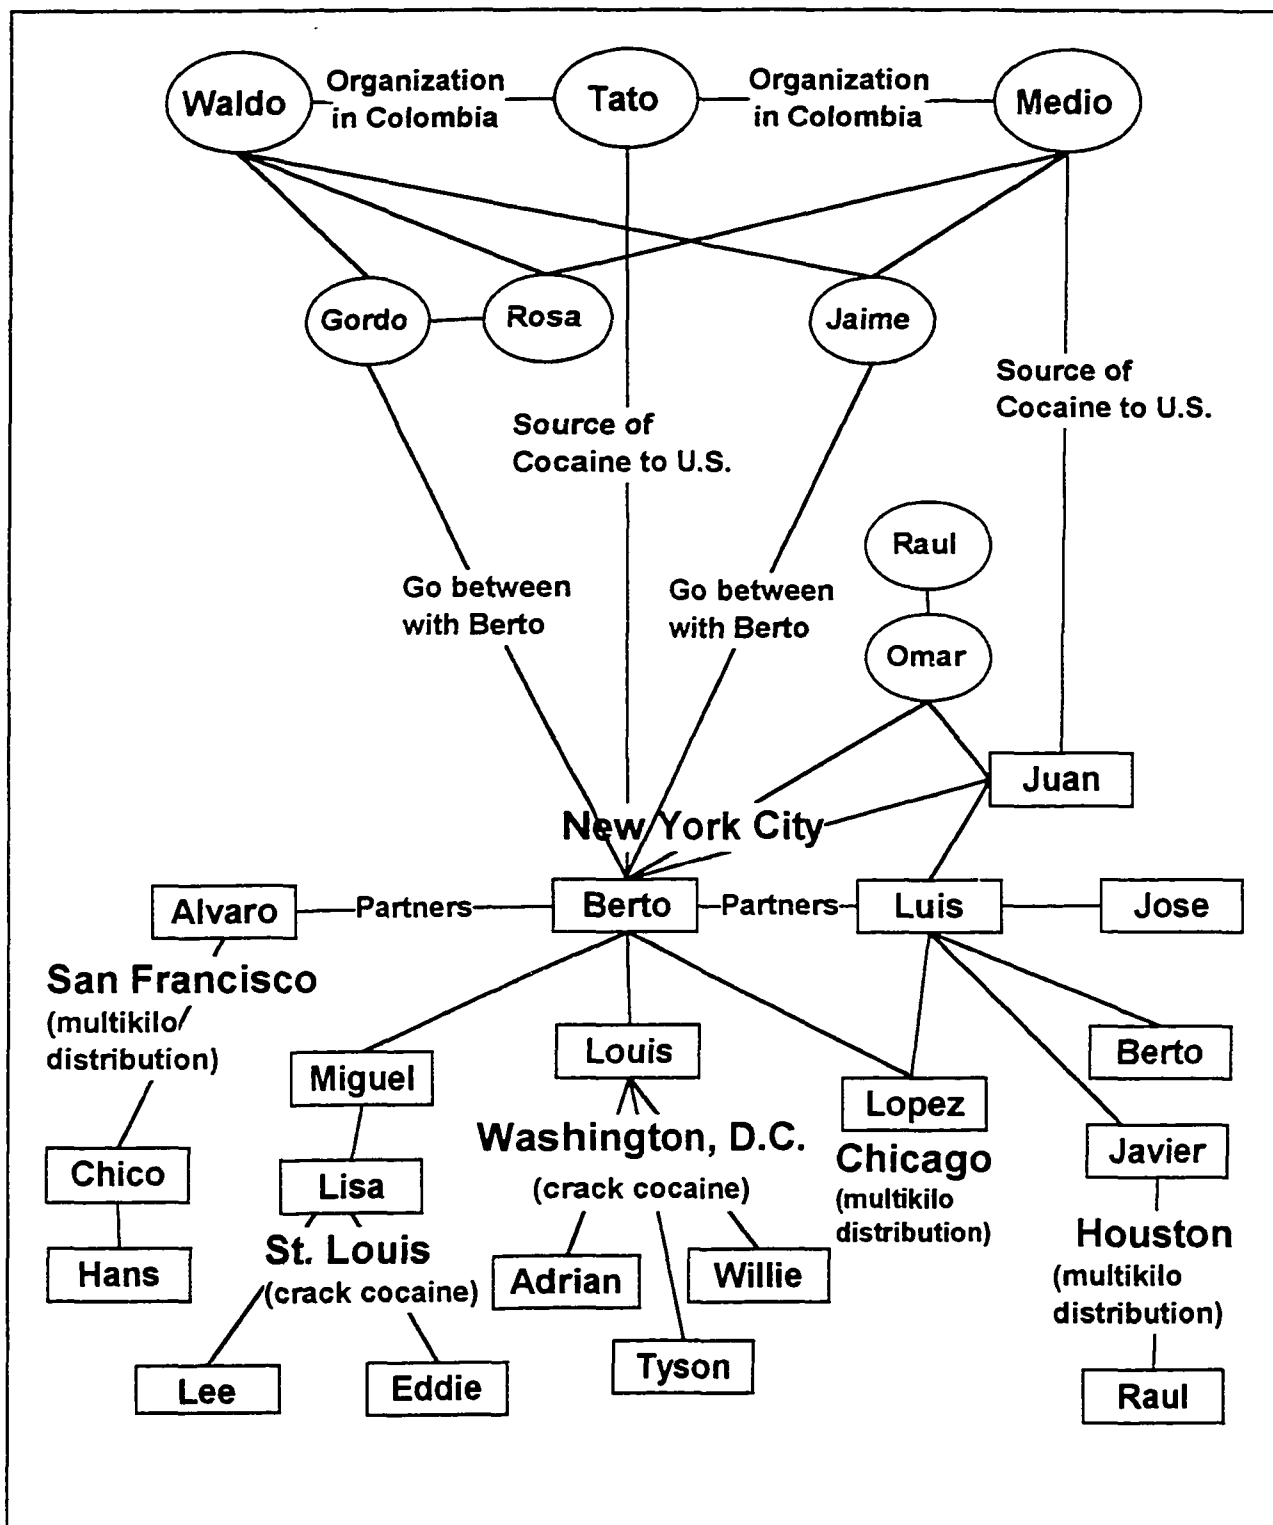 Waldo
Organization
in Colombia
Tato
Organization
in Colombia
Medio
Gordo
Rosa
Jaime
Source of
Cocaine to U.S.
Source of
Cocaine to U.S.
Raul
Go between
with Berto
Go between
with Berto
Omar
Juan
New York City
Alvaro
Partners
Berto
Partners
Luis
Jose
San Francisco
(multikilo
distribution)
Miguel
Louis
Lopez
Berto
Chico
Lisa
Washington, D.C.
(crack cocaine)
Chicago
(multikilo
distribution)
Javier
Hans
St. Louis
(crack cocaine)
Adrian
Willie
Houston
(multikilo
distribution)
Lee
Eddie
Tyson
Raul